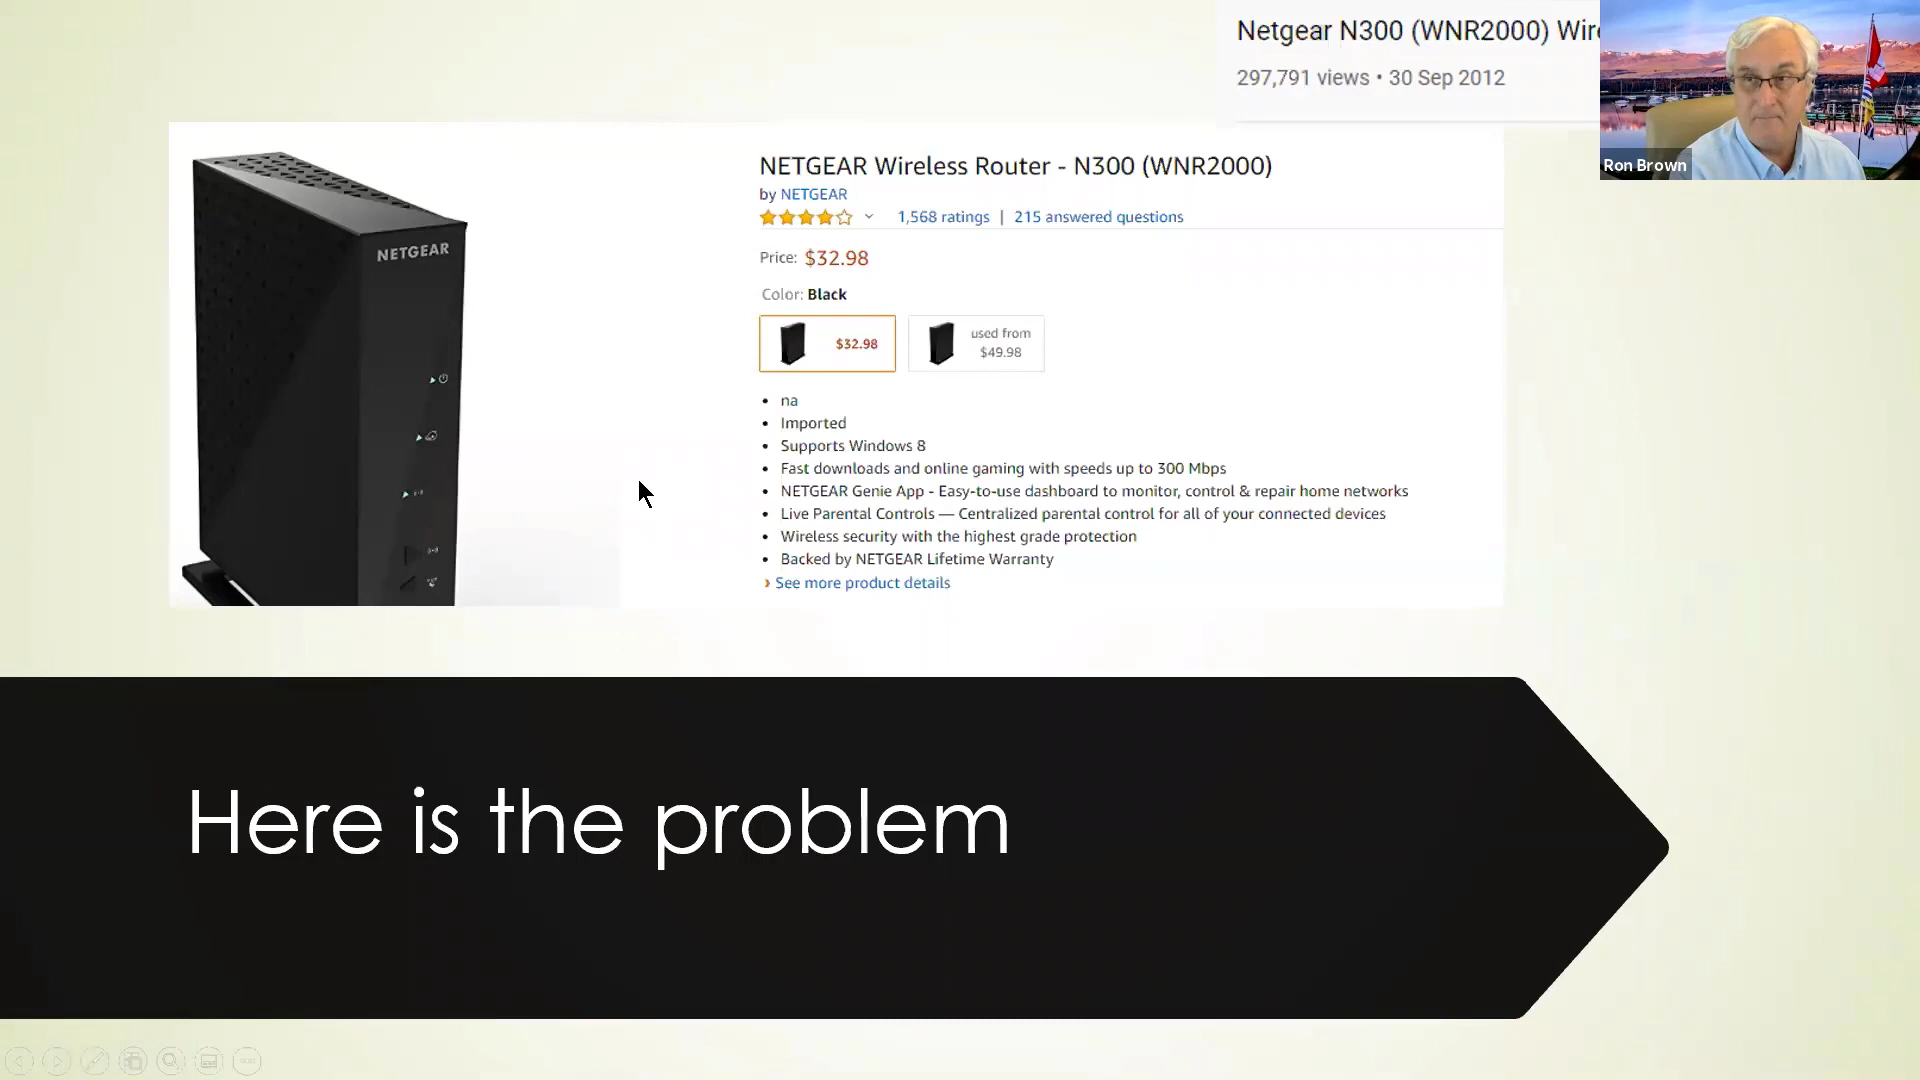 Netgear N300 (WNR2000)
297,791 views • 30 Sep 2012
Ron Brown
NETGEAR
NETGEAR Wireless Router - N300 (WNR2000)
by NETGEAR
1,568 ratings | 215 answered questions
Price: $32.98
Color: Black
$32.98
used from
$49.98
• na
• Imported
• Supports Windows 8
• Fast downloads and online gaming with speeds up to 300 Mbps
• NETGEAR Genie App - Easy-to-use dashboard to monitor, control & repair home networks
• Live Parental Controls — Centralized parental control for all of your connected devices
• Wireless security with the highest grade protection
• Backed by NETGEAR Lifetime Warranty
› See more product details
Here is the problem